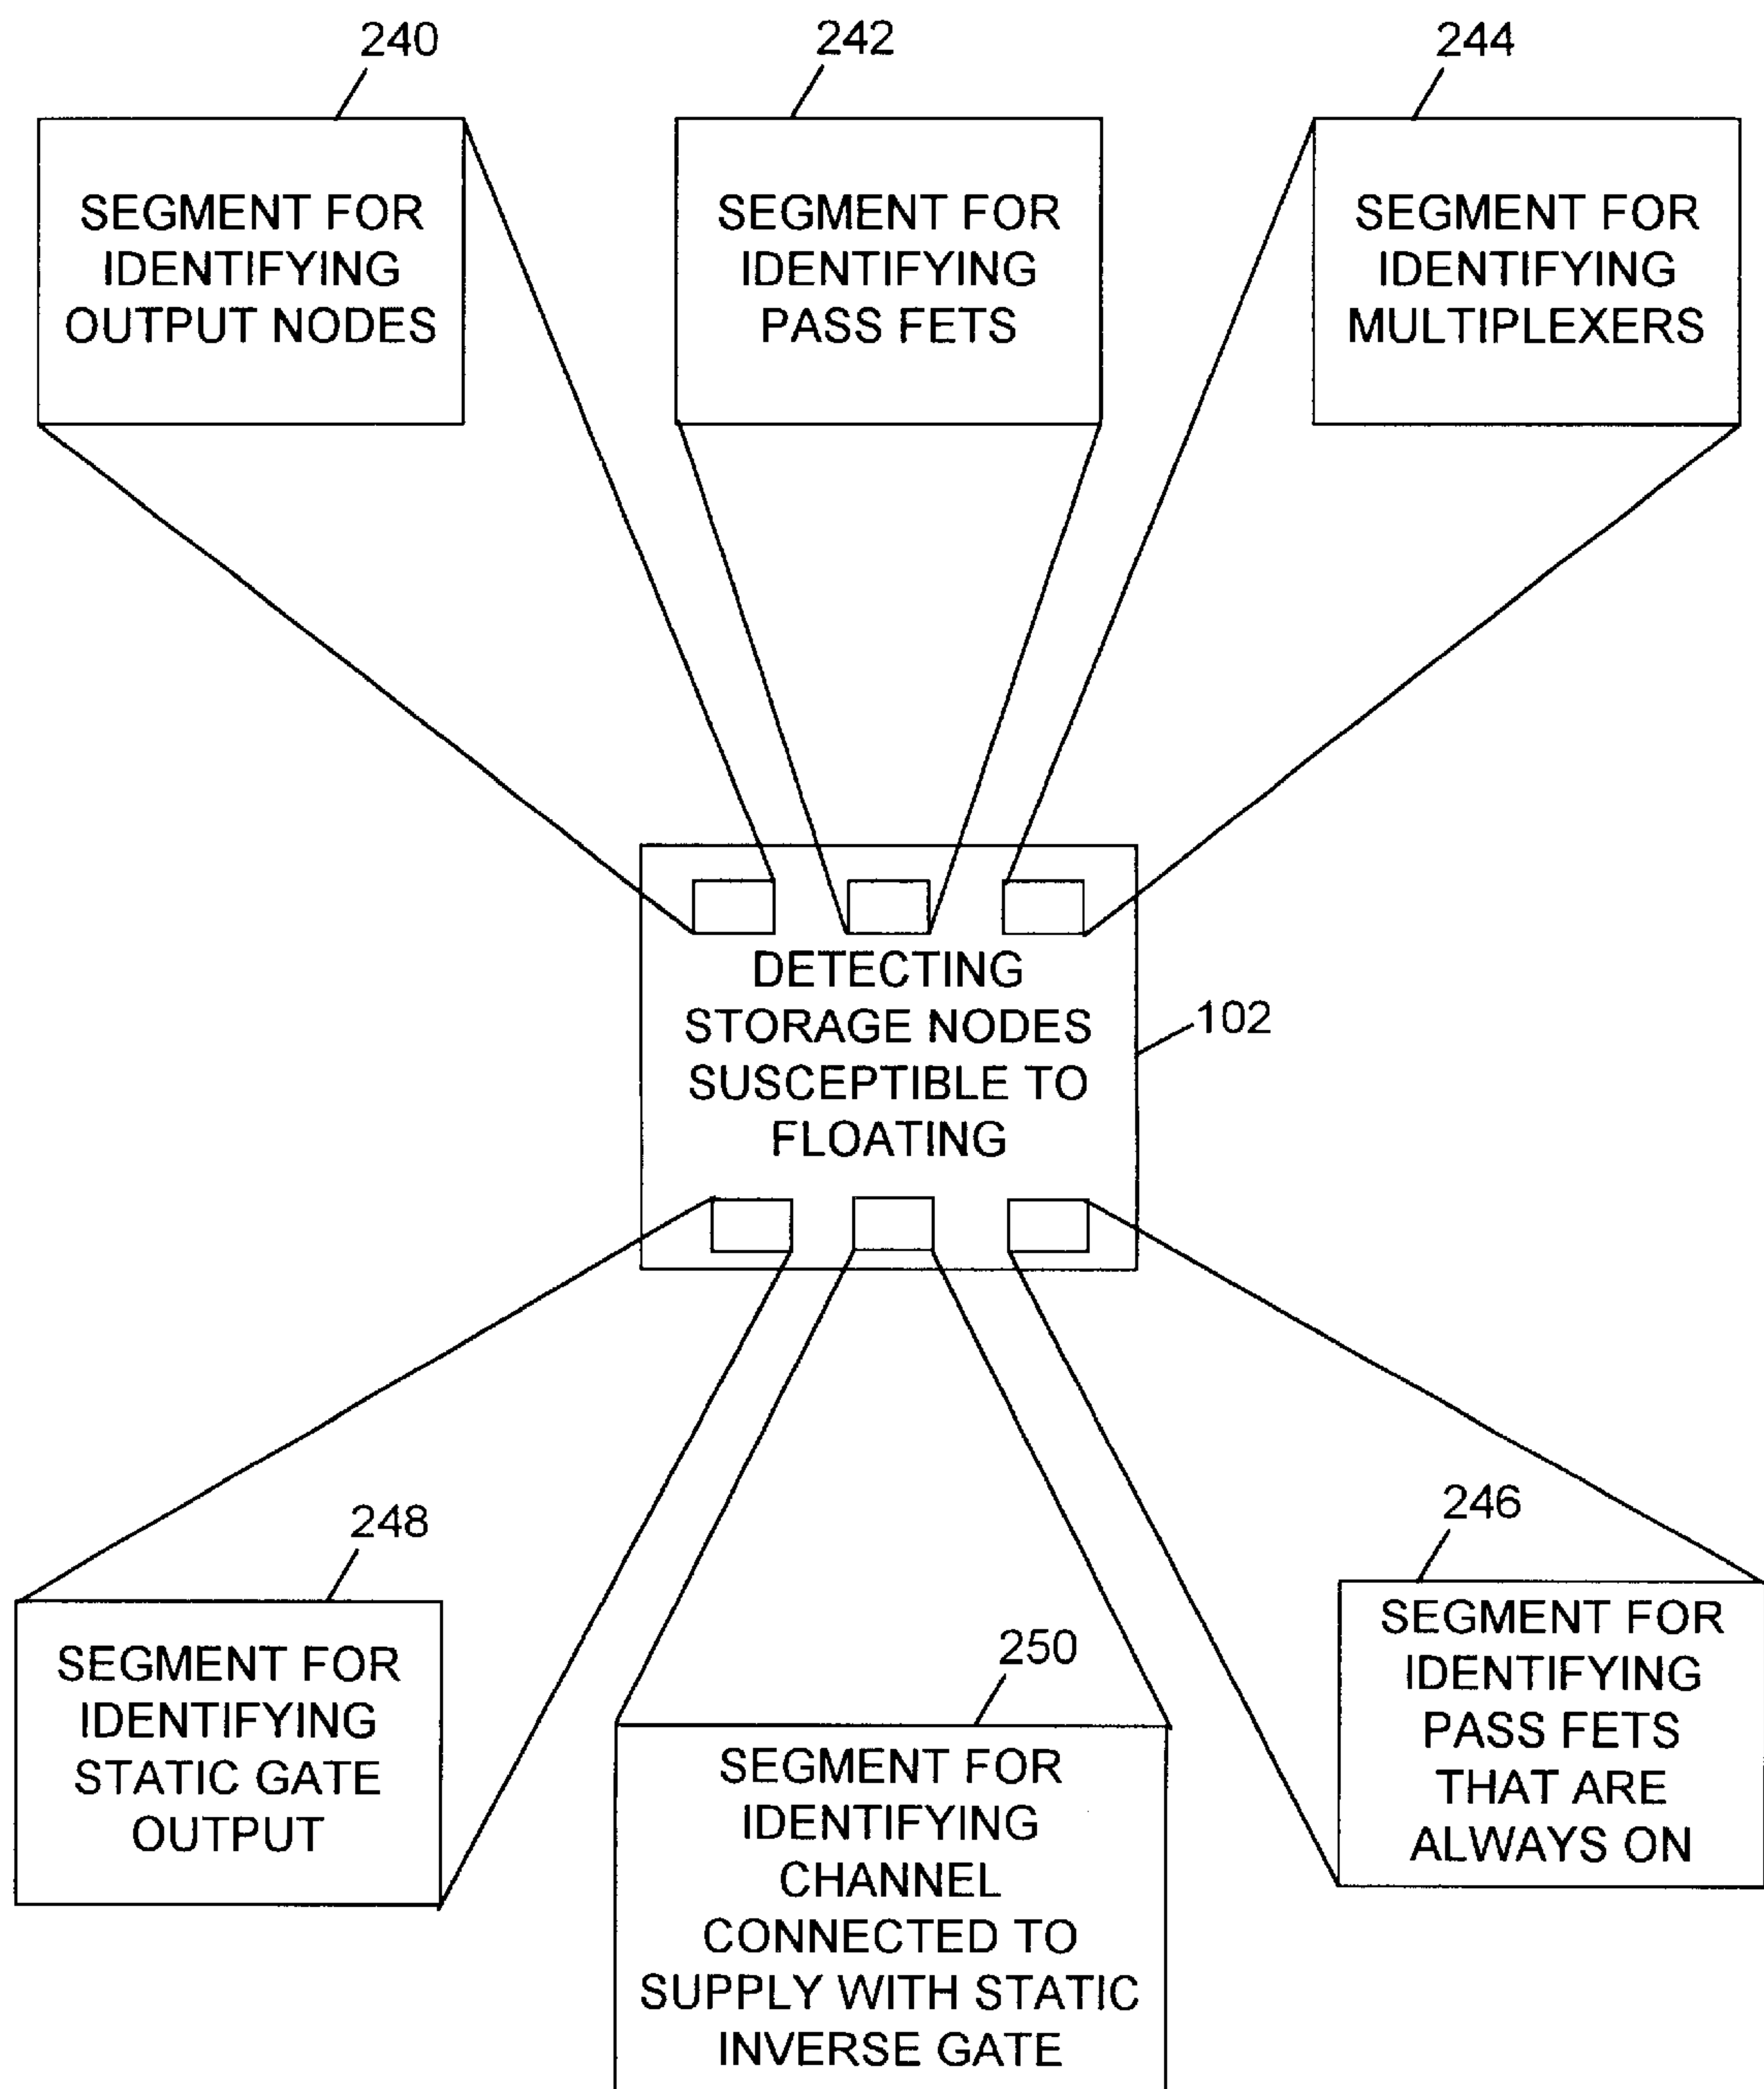 240
SEGMENT FOR
IDENTIFYING
OUTPUT NODES
242
SEGMENT FOR
IDENTIFYING
PASS FETS
244
SEGMENT FOR
IDENTIFYING
MULTIPLEXERS
DETECTING
STORAGE NODES
SUSCEPTIBLE TO
FLOATING
102
248
SEGMENT FOR
IDENTIFYING
STATIC GATE
OUTPUT
250
SEGMENT FOR
IDENTIFYING
CHANNEL
CONNECTED TO
SUPPLY WITH STATIC
INVERSE GATE
246
SEGMENT FOR
IDENTIFYING
PASS FETS
THAT ARE
ALWAYS ON